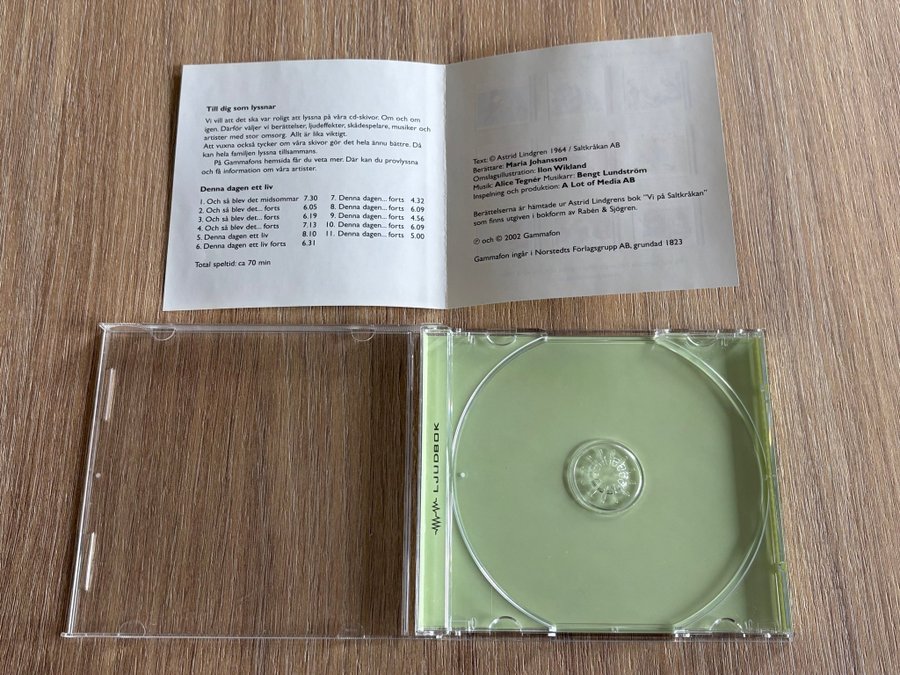 Till dig som lyssnar
Vi vill att det ska var roligt att lyssna på våra cd-skivor. Om och om
igen. Därför väljer vi berättelser, ljudeffekter, skådespelare, musiker och
artister med stor omsorg. Allt är lika viktigt.
Att vuxna också tycker om våra skivor gör det hela ännu bättre. Då
kan hela familjen lyssna tillsammans.
På Gammafons hemsida får du veta mer. Där kan du provlyssna
och få information om våra artister.
Denna dagen ett liv
1. Och så blev det midsommar 7.30
2. Och så blev det... forts 6.05
3. Och så blev det... forts 6.19
4. Och så blev det... forts 7.13
5. Denna dagen ett liv 8.10
6. Denna dagen ett liv forts 6.31
7. Denna dagen... forts 4.32
8. Denna dagen... forts 6.09
9. Denna dagen... forts 4.56
10. Denna dagen... forts 6.09
11. Denna dagen... forts 5.00
Total speltid: ca 70 min
Text: © Astrid Lindgren 1964 / Saltkråkan AB
Berättare: Maria Johansson
Omslagsillustration: Ilon Wikland
Musik: Alice Tegnér Musikarr: Bengt Lundström
Inspelning och produktion: A Lot of Media AB
Berättelserna är hämtade ur Astrid Lindgrens bok "Vi på Saltkråkan"
som finns utgiven i bokform av Rabén & Sjögren.
℗ och © 2002 Gammafon
Gammafon ingår i Norstedts Förlagsgrupp AB, grundad 1823
LJUDBOK